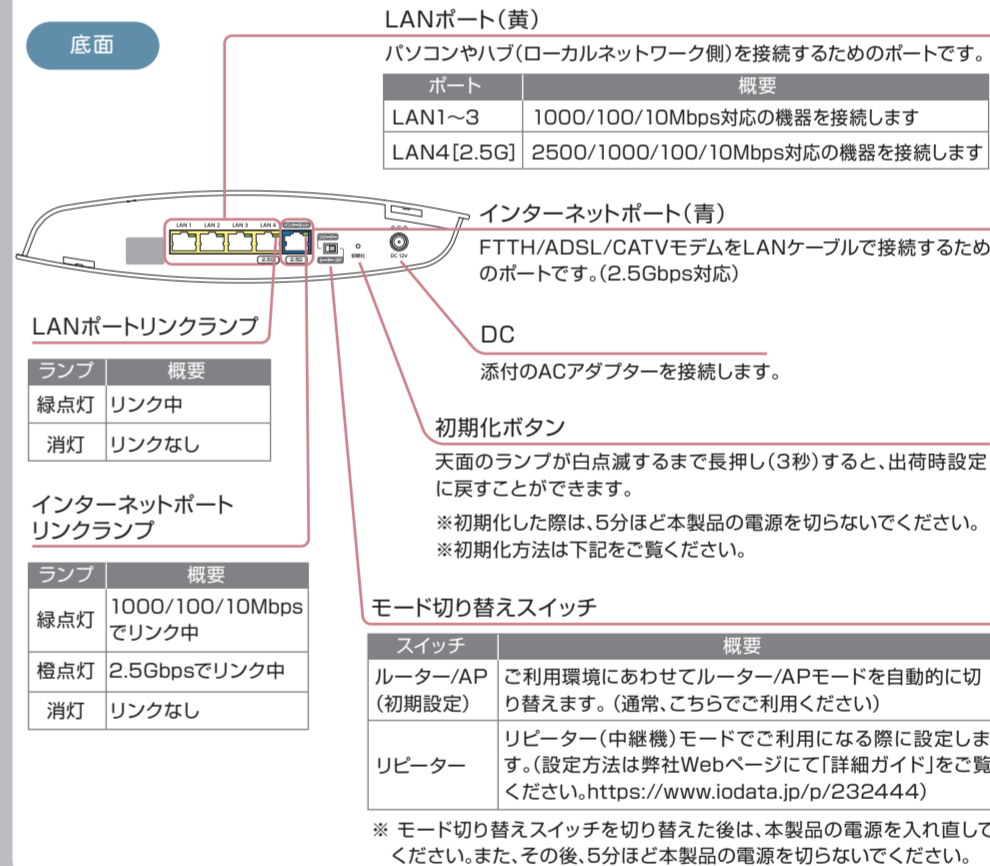 底面
LANポート（黄）
パソコンやハブ（ローカルネットワーク側）を接続するためのポートです。
ポート 概要
LAN1～3 1000/100/10Mbps対応の機器を接続します
LAN4［2.5G］ 2500/1000/100/10Mbps対応の機器を接続します
LAN 1 LAN 2 LAN 3 LAN 4
2.5G 2.5G
初期化
DC 12V
インターネットポート（青）
FTTH/ADSL/CATVモデムをLANケーブルで接続するため
のポートです。（2.5Gbps対応）
DC
添付のACアダプターを接続します。
初期化ボタン
天面のランプが白点滅するまで長押し（3秒）すると、出荷時設定
に戻すことができます。
※初期化した際は、5分ほど本製品の電源を切らないでください。
※初期化方法は下記をご覧ください。
LANポートリンクランプ
ランプ 概要
緑点灯 リンク中
消灯 リンクなし
インターネットポート
リンクランプ
ランプ 概要
緑点灯 1000/100/10Mbps
でリンク中
橙点灯 2.5Gbpsでリンク中
消灯 リンクなし
モード切り替えスイッチ
スイッチ 概要
ルーター/AP ご利用環境にあわせてルーター/APモードを自動的に切
（初期設定） り替えます。（通常、こちらでご利用ください）
リピーター リピーター（中継機）モードでご利用になる際に設定しま
す。（設定方法は弊社Webページにて「詳細ガイド」をご覧
ください。https://www.iodata.jp/p/232444）
※ モード切り替えスイッチを切り替えた後は、本製品の電源を入れ直して
ください。また、その後、5分ほど本製品の電源を切らないでください。